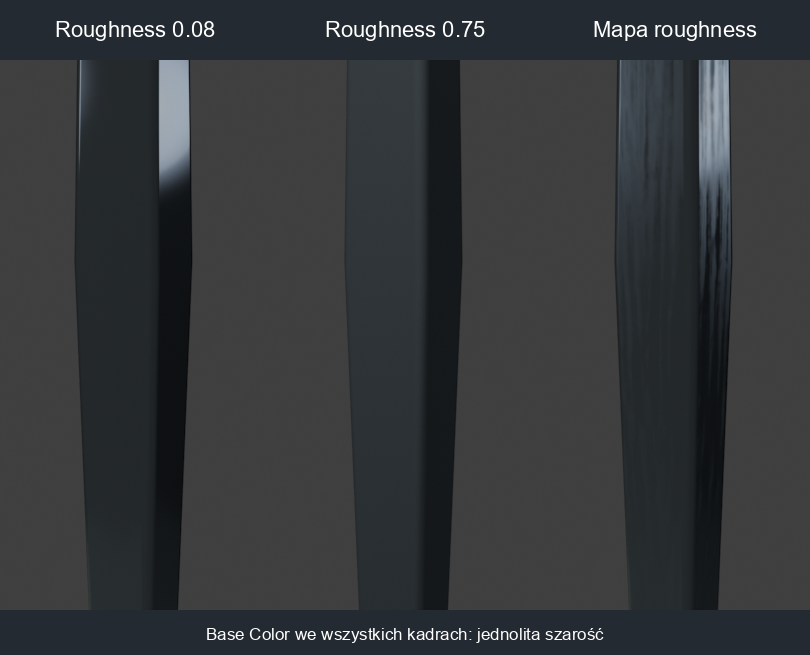 Roughness 0.08
Roughness 0.75
Mapa roughness
Base Color we wszystkich kadrach: jednolita szarość